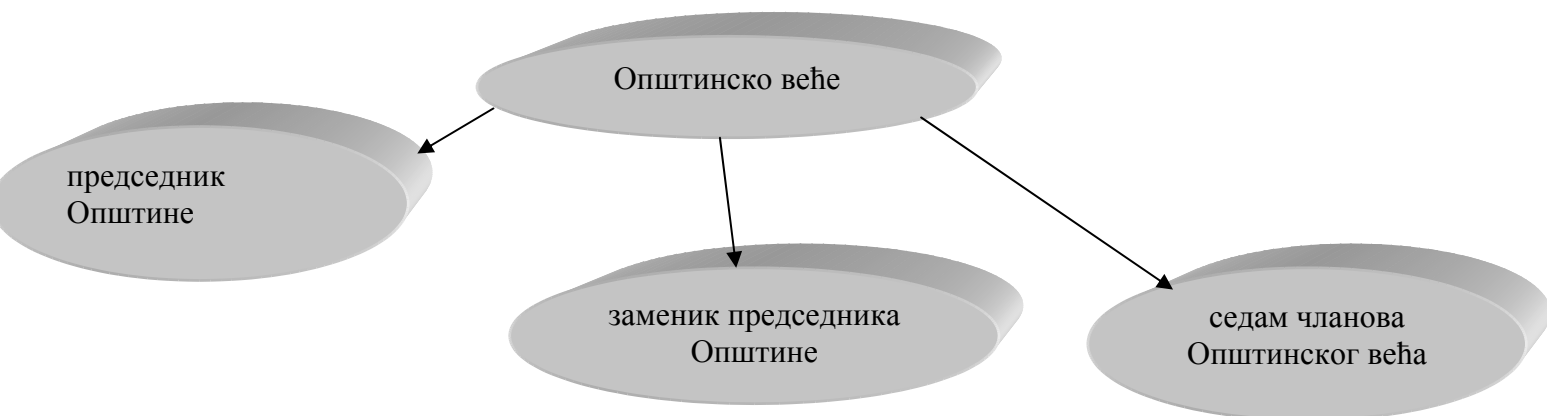 Општинско веће
председник
Општине
заменик председника
Општине
седам чланова
Општинског већа